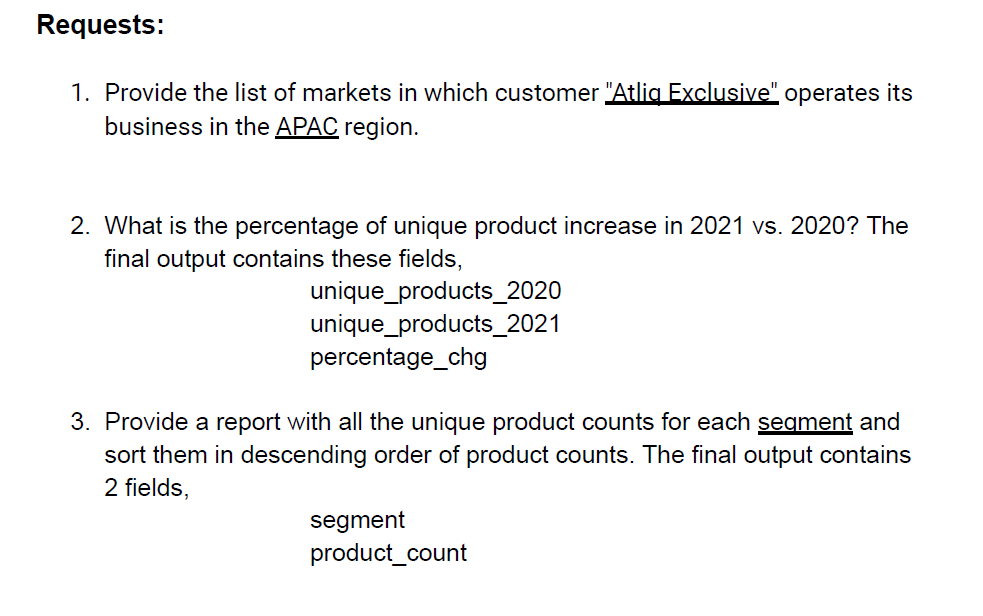 Requests:
1. Provide the list of markets in which customer "Atliq Exclusive" operates its
business in the APAC region.
2. What is the percentage of unique product increase in 2021 vs. 2020? The
final output contains these fields,
unique_products_2020
unique_products_2021
percentage_chg
3. Provide a report with all the unique product counts for each segment and
sort them in descending order of product counts. The final output contains
2 fields,
segment
product_count